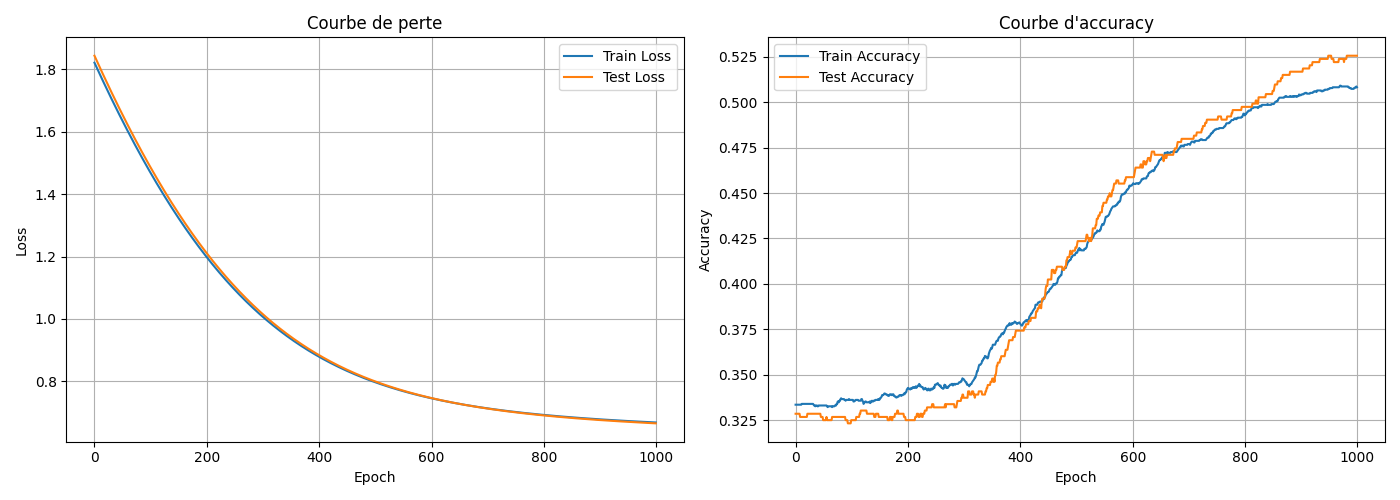 Courbe de perte
Train Loss
Test Loss
1.8
1.6
1.4
1.2
1.0
0.8
Loss
0
200
400
600
800
1000
Epoch
Courbe d'accuracy
Train Accuracy
Test Accuracy
0.525
0.500
0.475
0.450
0.425
0.400
0.375
0.350
0.325
Accuracy
0
200
400
600
800
1000
Epoch